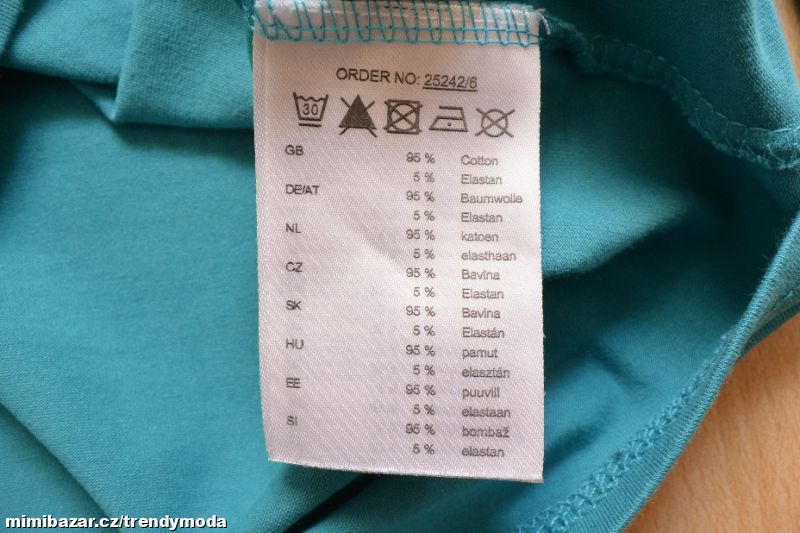 ORDER NO: 25242/6
30
GB 95 % Cotton
5 % Elastan
DE/AT 95 % Baumwolle
5 % Elastan
NL 95 % katoen
5 % elasthaan
CZ 95 % Bavlna
5 % Elastan
SK 95 % Bavlna
5 % Elastán
HU 95 % pamut
5 % elasztán
EE 95 % puuvill
5 % elastaan
SI 95 % bombaž
5 % elastan
mimibazar.cz/trendymoda